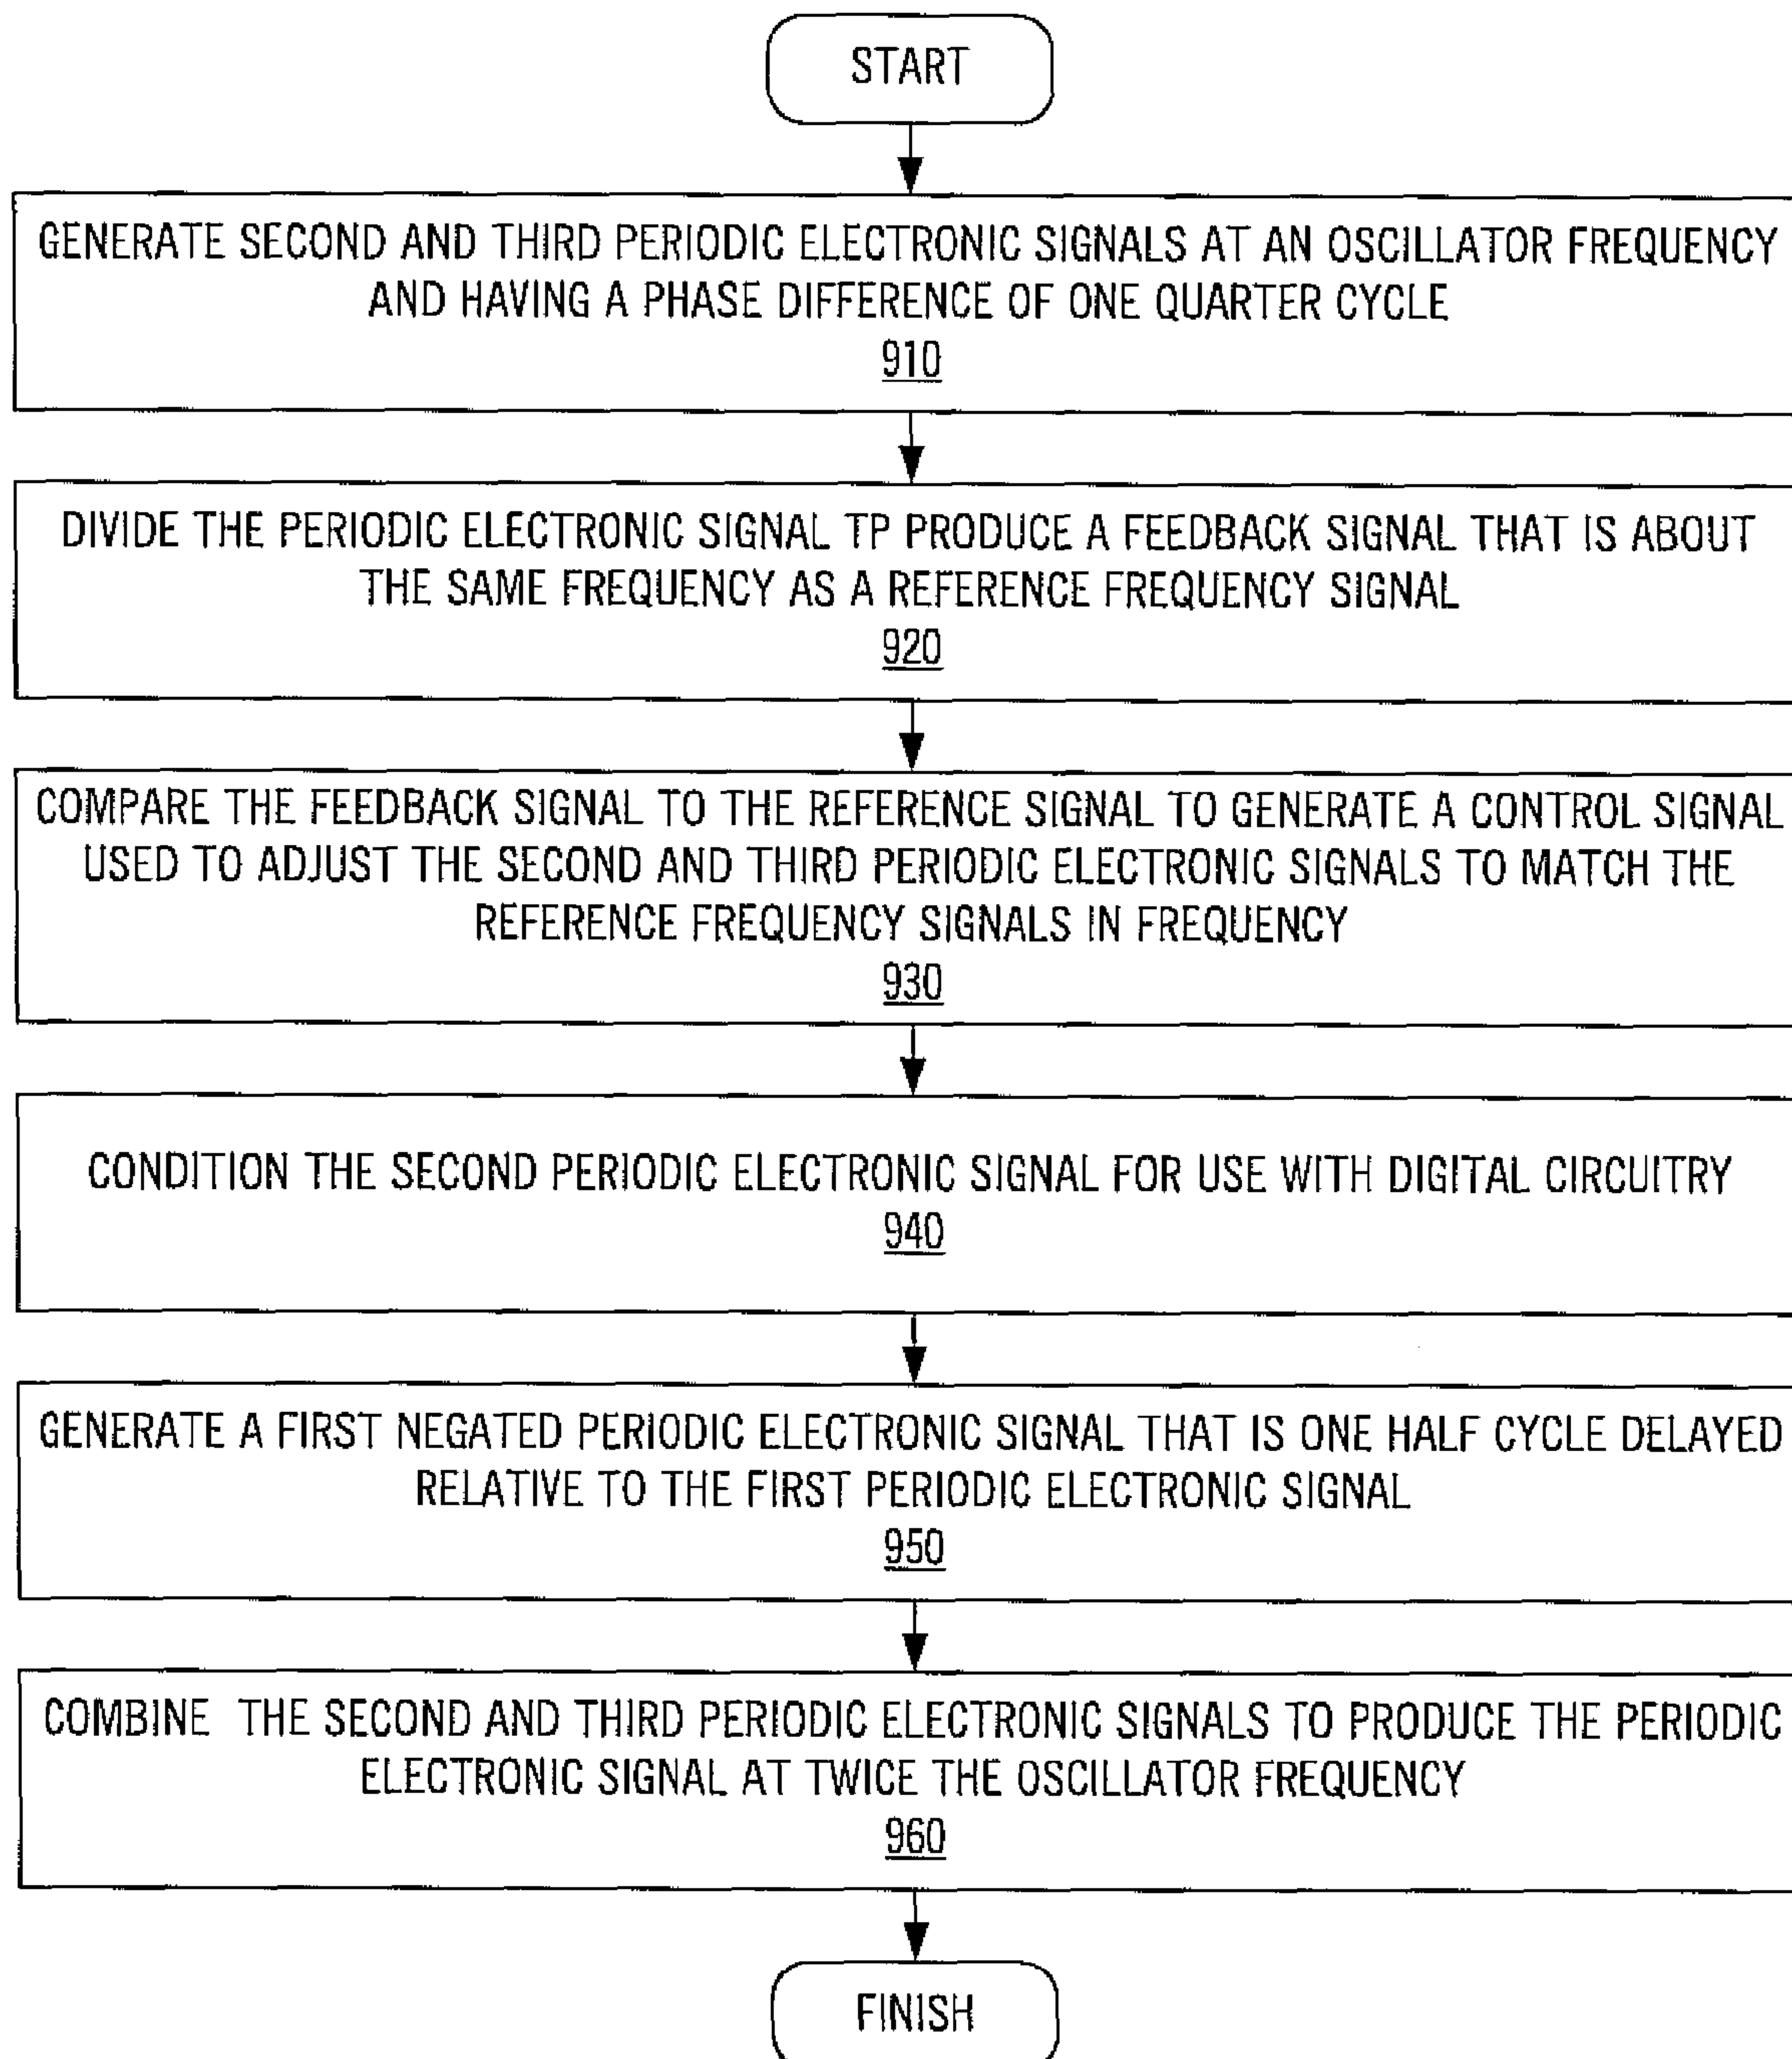 START
GENERATE SECOND AND THIRD PERIODIC ELECTRONIC SIGNALS AT AN OSCILLATOR FREQUENCY
AND HAVING A PHASE DIFFERENCE OF ONE QUARTER CYCLE
910
DIVIDE THE PERIODIC ELECTRONIC SIGNAL TP PRODUCE A FEEDBACK SIGNAL THAT IS ABOUT
THE SAME FREQUENCY AS A REFERENCE FREQUENCY SIGNAL
920
COMPARE THE FEEDBACK SIGNAL TO THE REFERENCE SIGNAL TO GENERATE A CONTROL SIGNAL
USED TO ADJUST THE SECOND AND THIRD PERIODIC ELECTRONIC SIGNALS TO MATCH THE
REFERENCE FREQUENCY SIGNALS IN FREQUENCY
930
CONDITION THE SECOND PERIODIC ELECTRONIC SIGNAL FOR USE WITH DIGITAL CIRCUITRY
940
GENERATE A FIRST NEGATED PERIODIC ELECTRONIC SIGNAL THAT IS ONE HALF CYCLE DELAYED
RELATIVE TO THE FIRST PERIODIC ELECTRONIC SIGNAL
950
COMBINE THE SECOND AND THIRD PERIODIC ELECTRONIC SIGNALS TO PRODUCE THE PERIODIC
ELECTRONIC SIGNAL AT TWICE THE OSCILLATOR FREQUENCY
960
FINISH